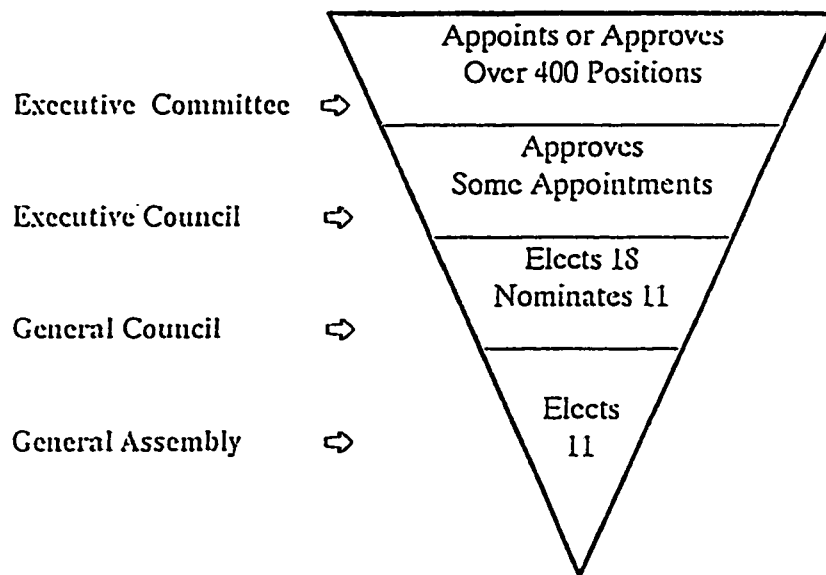 Appoints or Approves
Over 400 Positions
Executive Committee
Approves
Some Appointments
Executive Council
Elects 18
Nominates 11
General Council
Elects
11
General Assembly